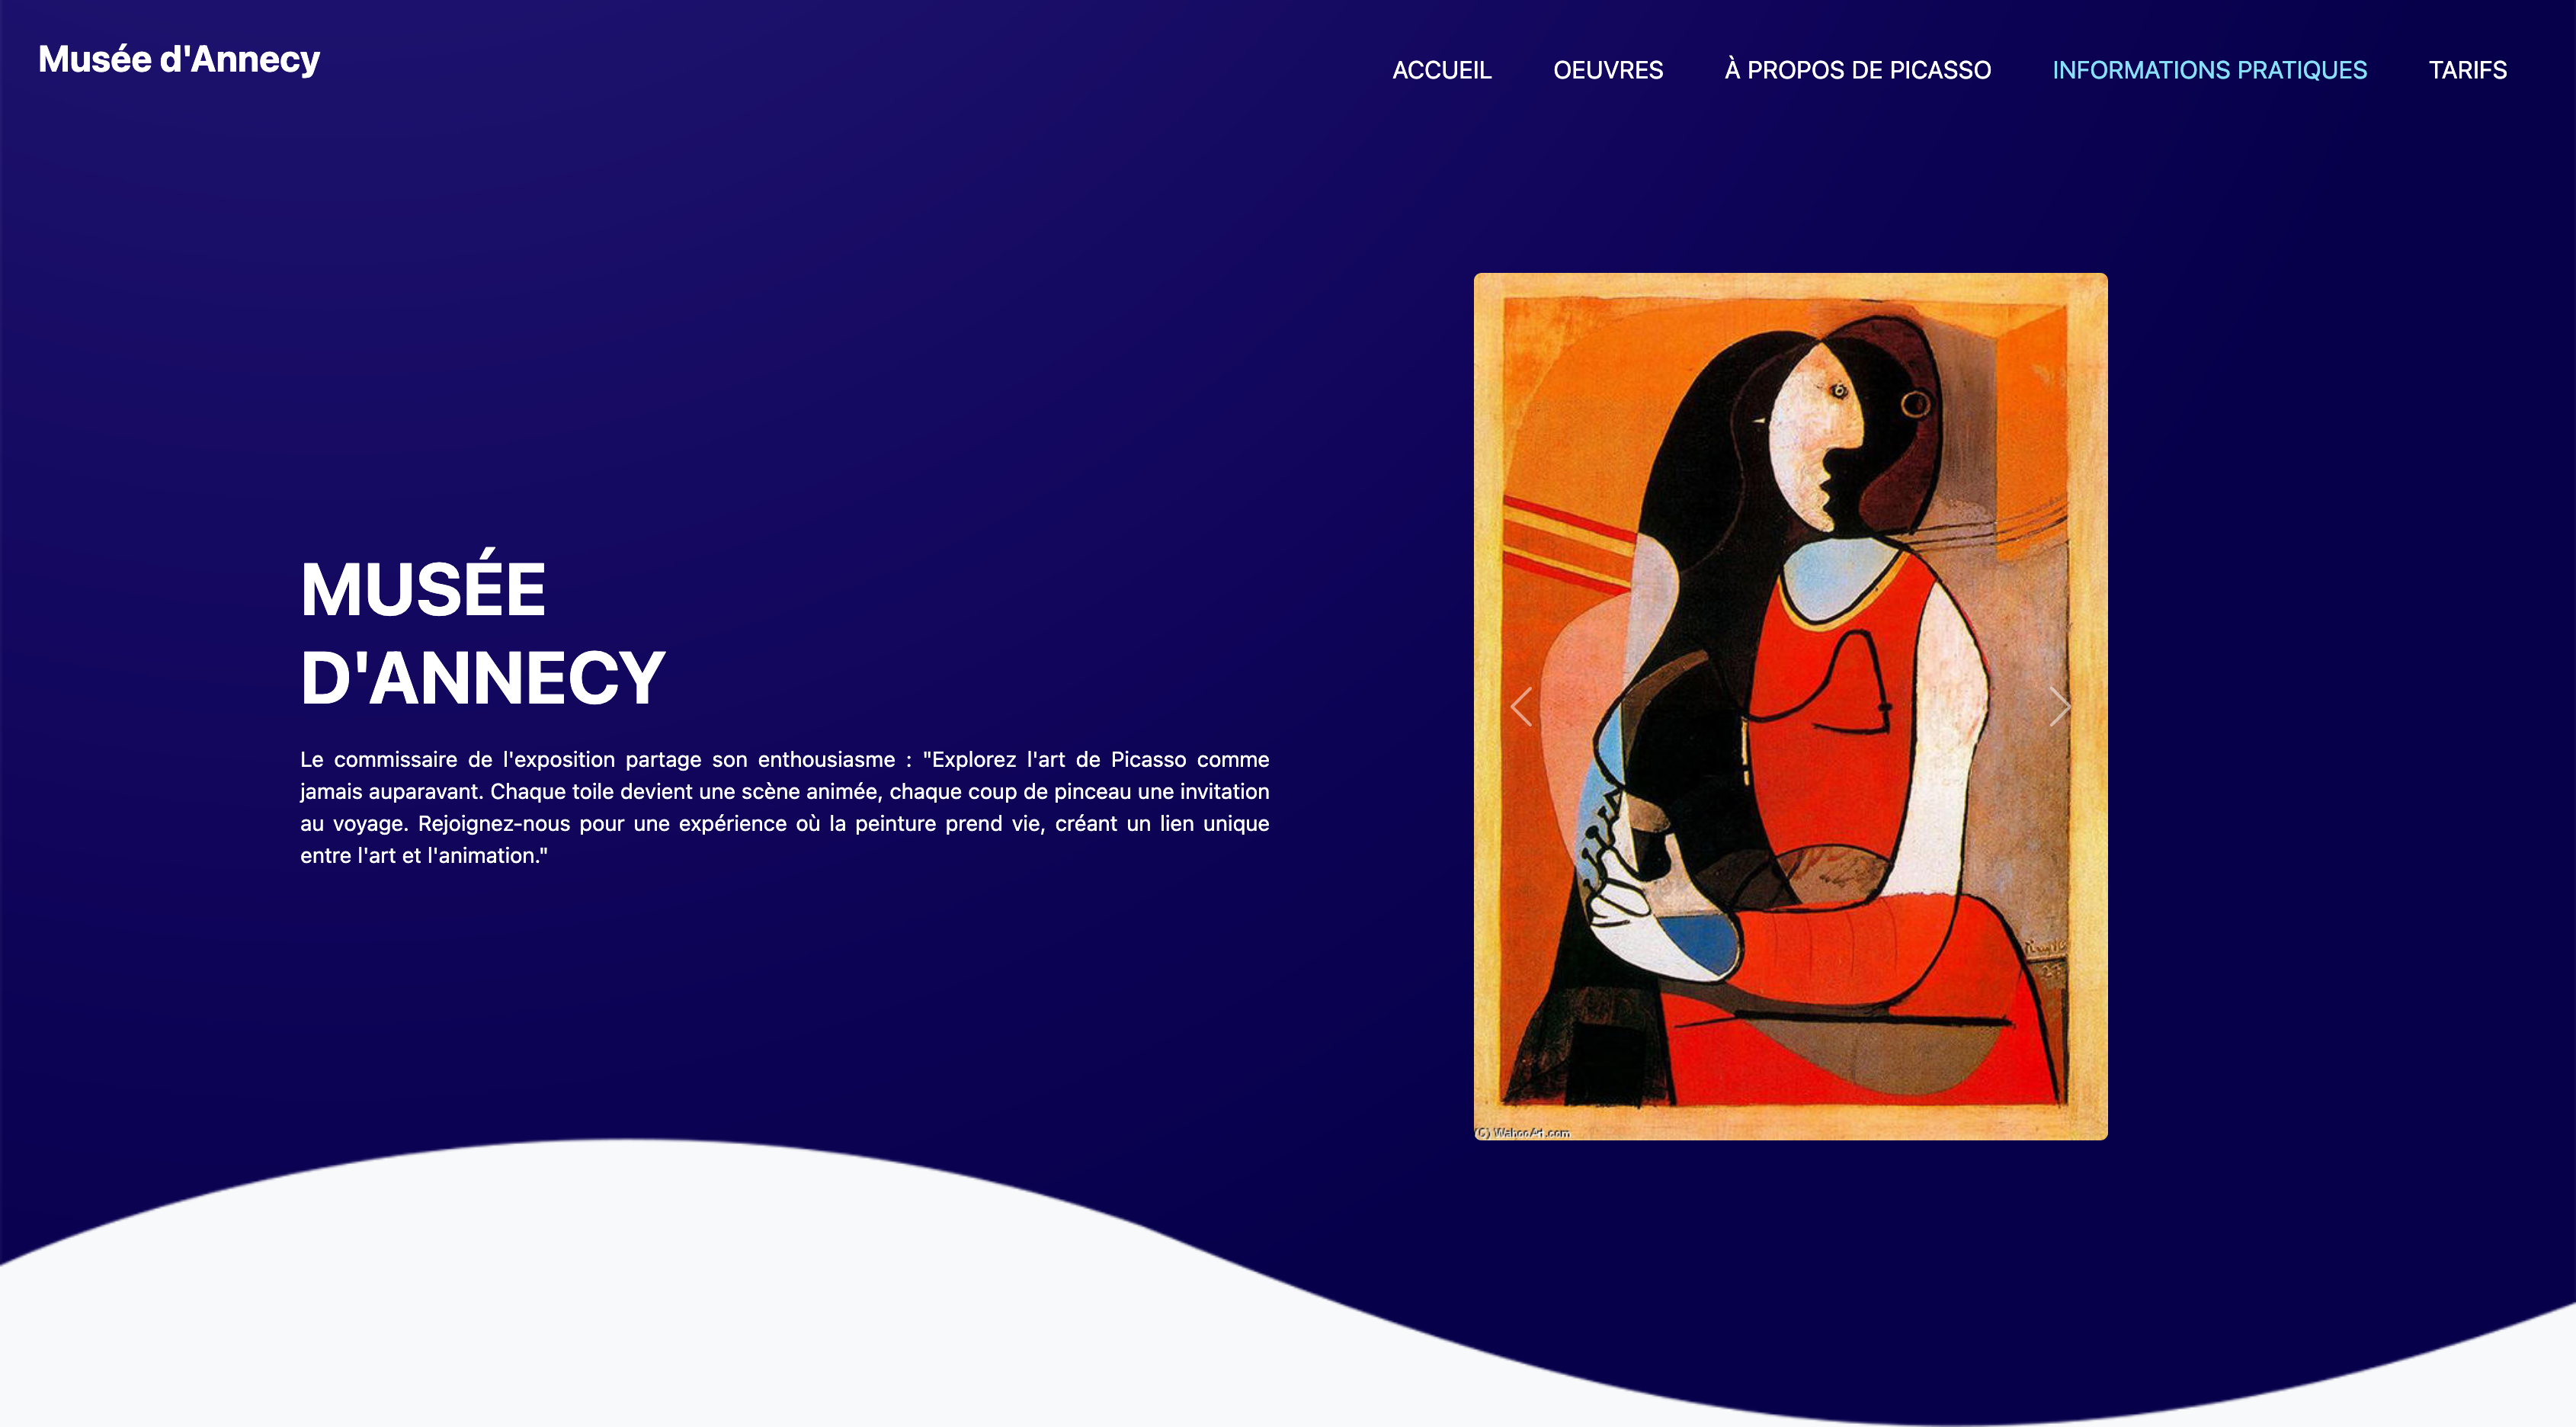 Musée d'Annecy
ACCUEIL OEUVRES À PROPOS DE PICASSO INFORMATIONS PRATIQUES TARIFS
MUSÉE
D'ANNECY
Le commissaire de l'exposition partage son enthousiasme : "Explorez l'art de Picasso comme
jamais auparavant. Chaque toile devient une scène animée, chaque coup de pinceau une invitation
au voyage. Rejoignez-nous pour une expérience où la peinture prend vie, créant un lien unique
entre l'art et l'animation."
(C) WahooArt.com